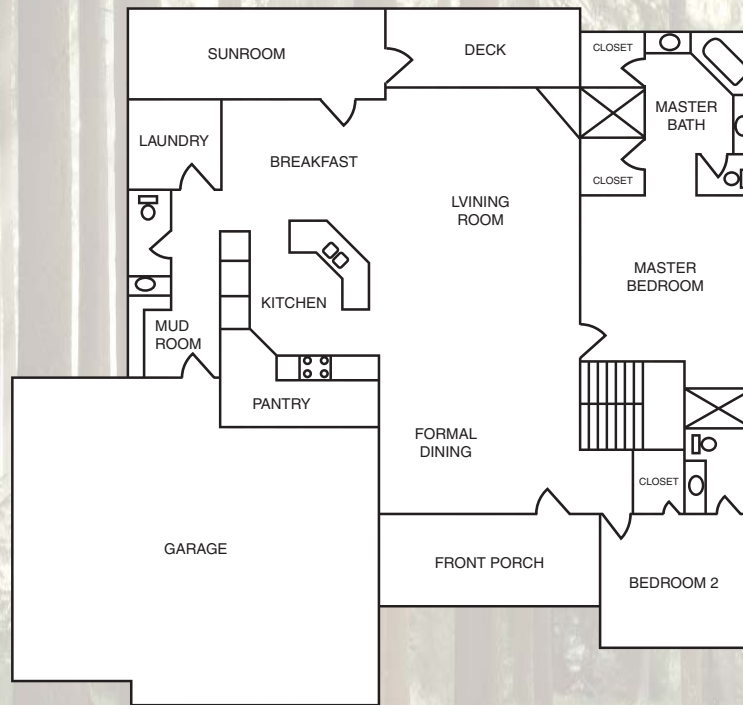 SUNROOM
DECK
CLOSET
LAUNDRY
MASTER
BATH
BREAKFAST
CLOSET
LVINING
ROOM
MASTER
BEDROOM
KITCHEN
MUD
ROOM
PANTRY
FORMAL
DINING
CLOSET
GARAGE
FRONT PORCH
BEDROOM 2